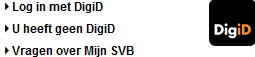 Log in met DigiD
U heeft geen DigiD
Vragen over Mijn SVB
DigiD